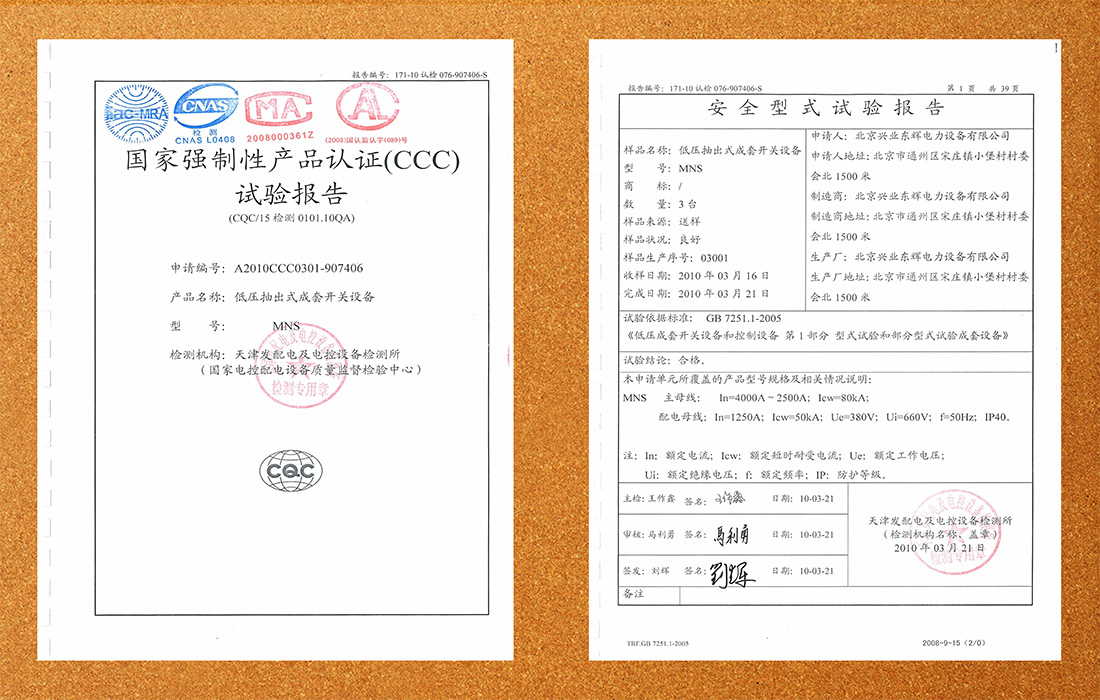 报告编号：171-10 认检 076-907406-S
ilac-MRA
CNAS
检 测
CNAS L0408
MA
2008000361Z
AL
(2008)国认监认字(089)号
国家强制性产品认证(CCC)
试验报告
(CQC/15 检测 0101.10QA)
申请编号：A2010CCC0301-907406
产品名称：低压抽出式成套开关设备
型 号： MNS
检测机构：天津发配电及电控设备检测所
（国家电控配电设备质量监督检验中心）
检测专用章
CQC
报告编号：171-10 认检 076-907406-S 第 1 页 共 39 页
安全型式试验报告
样品名称：低压抽出式成套开关设备
型 号：MNS
商 标：/
数 量：3 台
样品来源：送样
样品状况：良好
样品生产序号：03001
收样日期：2010 年 03 月 16 日
完成日期：2010 年 03 月 21 日
申请人：北京兴业东辉电力设备有限公司
申请人地址：北京市通州区宋庄镇小堡村村委
会北 1500 米
制造商：北京兴业东辉电力设备有限公司
制造商地址：北京市通州区宋庄镇小堡村村委
会北 1500 米
生产厂：北京兴业东辉电力设备有限公司
生产厂地址：北京市通州区宋庄镇小堡村村委
会北 1500 米
试验依据标准： GB 7251.1-2005
《低压成套开关设备和控制设备 第 1 部分 型式试验和部分型式试验成套设备》
试验结论：合格。
本申请单元所覆盖的产品型号规格及相关情况说明：
MNS 主母线： In=4000A～2500A；Icw=80kA；
配电母线：In=1250A；Icw=50kA；Ue=380V；Ui=660V；f=50Hz；IP40。
注：In：额定电流；Icw：额定短时耐受电流；Ue：额定工作电压；
Ui：额定绝缘电压；f：额定频率；IP：防护等级。
主检：王作鑫 签名：王作鑫 日期：10-03-21
审核：马利勇 签名：马利勇 日期：10-03-21
签发：刘辉 签名：刘辉 日期：10-03-21
天津发配电及电控设备检测所
（检测机构名称、盖章）
2010 年 03 月 21 日
检测专用章
备注
TRF.GB 7251.1-2005 2008-9-15（2/0）